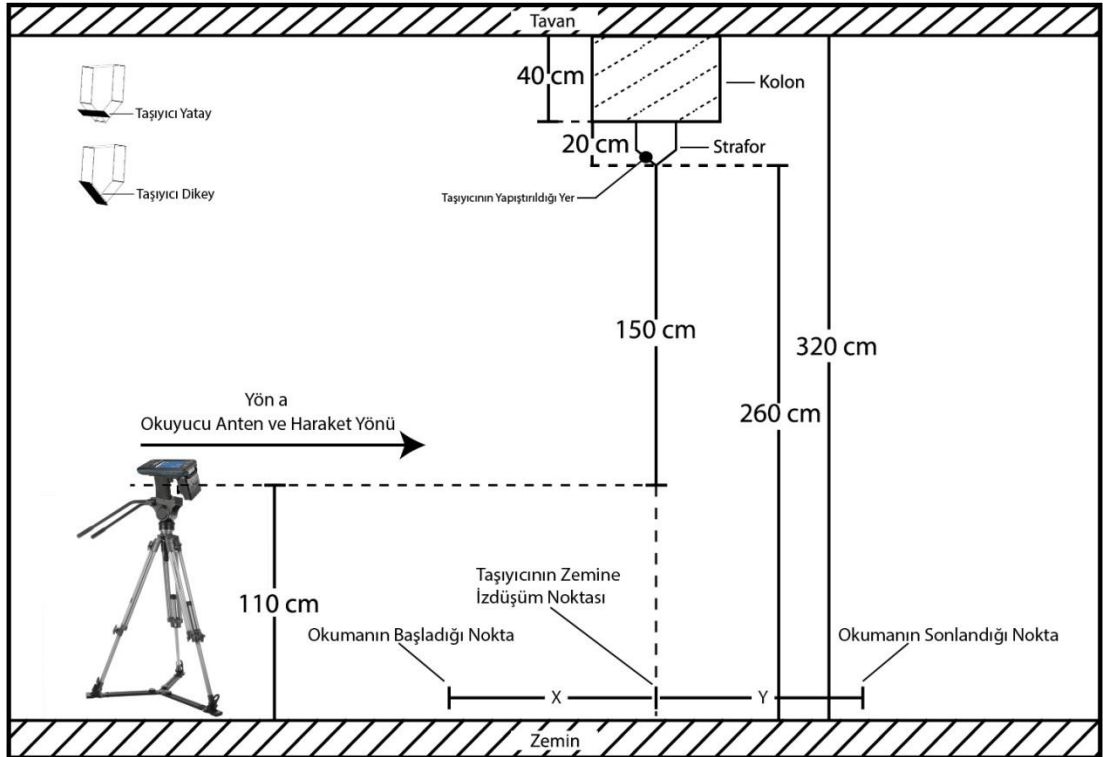 Tavan
40 cm
Kolon
Taşıyıcı Yatay
20 cm
Strafor
Taşıyıcı Dikey
Taşıyıcının Yapıştırıldığı Yer
150 cm
320 cm
Yön a
Okuyucu Anten ve Haraket Yönü
260 cm
110 cm
Taşıyıcının Zemine
İzdüşüm Noktası
Okumanın Başladığı Nokta
Okumanın Sonlandığı Nokta
X
Y
Zemin